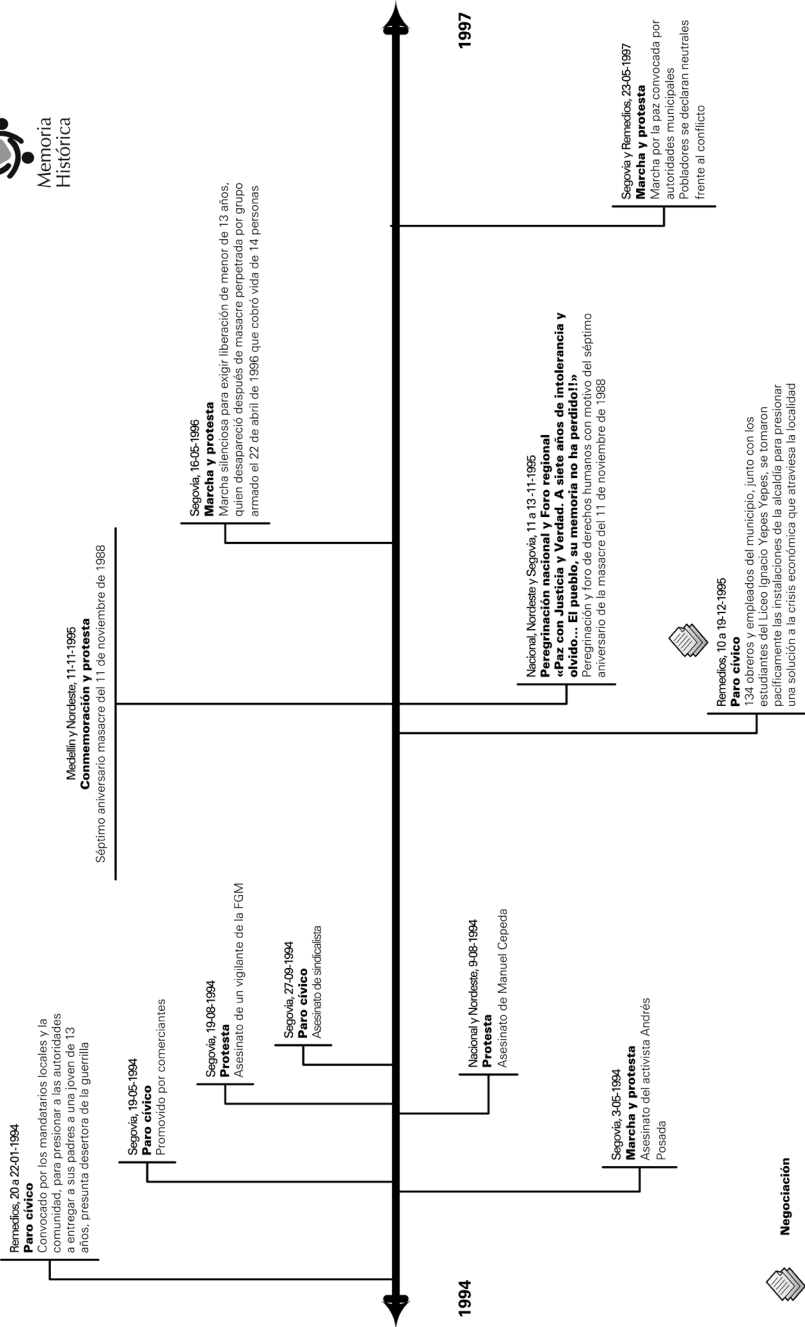 Memoria
Histórica
Remedios, 20 a 22-01-1994
Paro cívico
Convocado por los mandatarios locales y la
comunidad, para presionar a las autoridades
a entregar a sus padres a una joven de 13
años, presunta desertora de la guerrilla
Segovia, 19-05-1994
Paro cívico
Promovido por comerciantes
Segovia, 19-08-1994
Protesta
Asesinato de un vigilante de la FGM
Segovia, 27-09-1994
Paro cívico
Asesinato de sindicalista
Medellín y Nordeste, 11-11-1995
Conmemoración y protesta
Séptimo aniversario masacre del 11 de noviembre de 1988
Segovia, 16-05-1996
Marcha y protesta
Marcha silenciosa para exigir liberación de menor de 13 años,
quien desapareció después de masacre perpetrada por grupo
armado el 22 de abril de 1996 que cobró vida de 14 personas
1994
1997
Segovia, 3-05-1994
Marcha y protesta
Asesinato del activista Andrés
Posada
Nacional y Nordeste, 9-08-1994
Protesta
Asesinato de Manuel Cepeda
Nacional, Nordeste y Segovia, 11 a 13-11-1995
Peregrinación nacional y Foro regional
«Paz con Justicia y Verdad. A siete años de intolerancia y
olvido... El pueblo, su memoria no ha perdido!!»
Peregrinación y foro de derechos humanos con motivo del séptimo
aniversario de la masacre del 11 de noviembre de 1988
Remedios, 10 a 19-12-1995
Paro cívico
134 obreros y empleados del municipio, junto con los
estudiantes del Liceo Ignacio Yepes Yepes, se tomaron
pacíficamente las instalaciones de la alcaldía para presionar
una solución a la crisis económica que atraviesa la localidad
Segovia y Remedios, 23-05-1997
Marcha y protesta
Marcha por la paz convocada por
autoridades municipales
Pobladores se declaran neutrales
frente al conflicto
Negociación